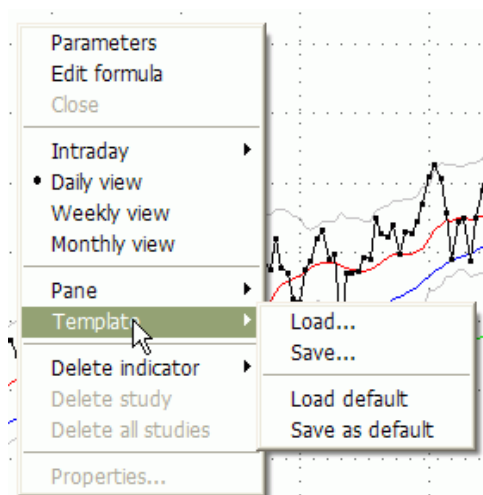 Parameters
Edit formula
Close
Intraday
Daily view
Weekly view
Monthly view
Pane
Template
Load...
Save...
Load default
Save as default
Delete indicator
Delete study
Delete all studies
Properties...